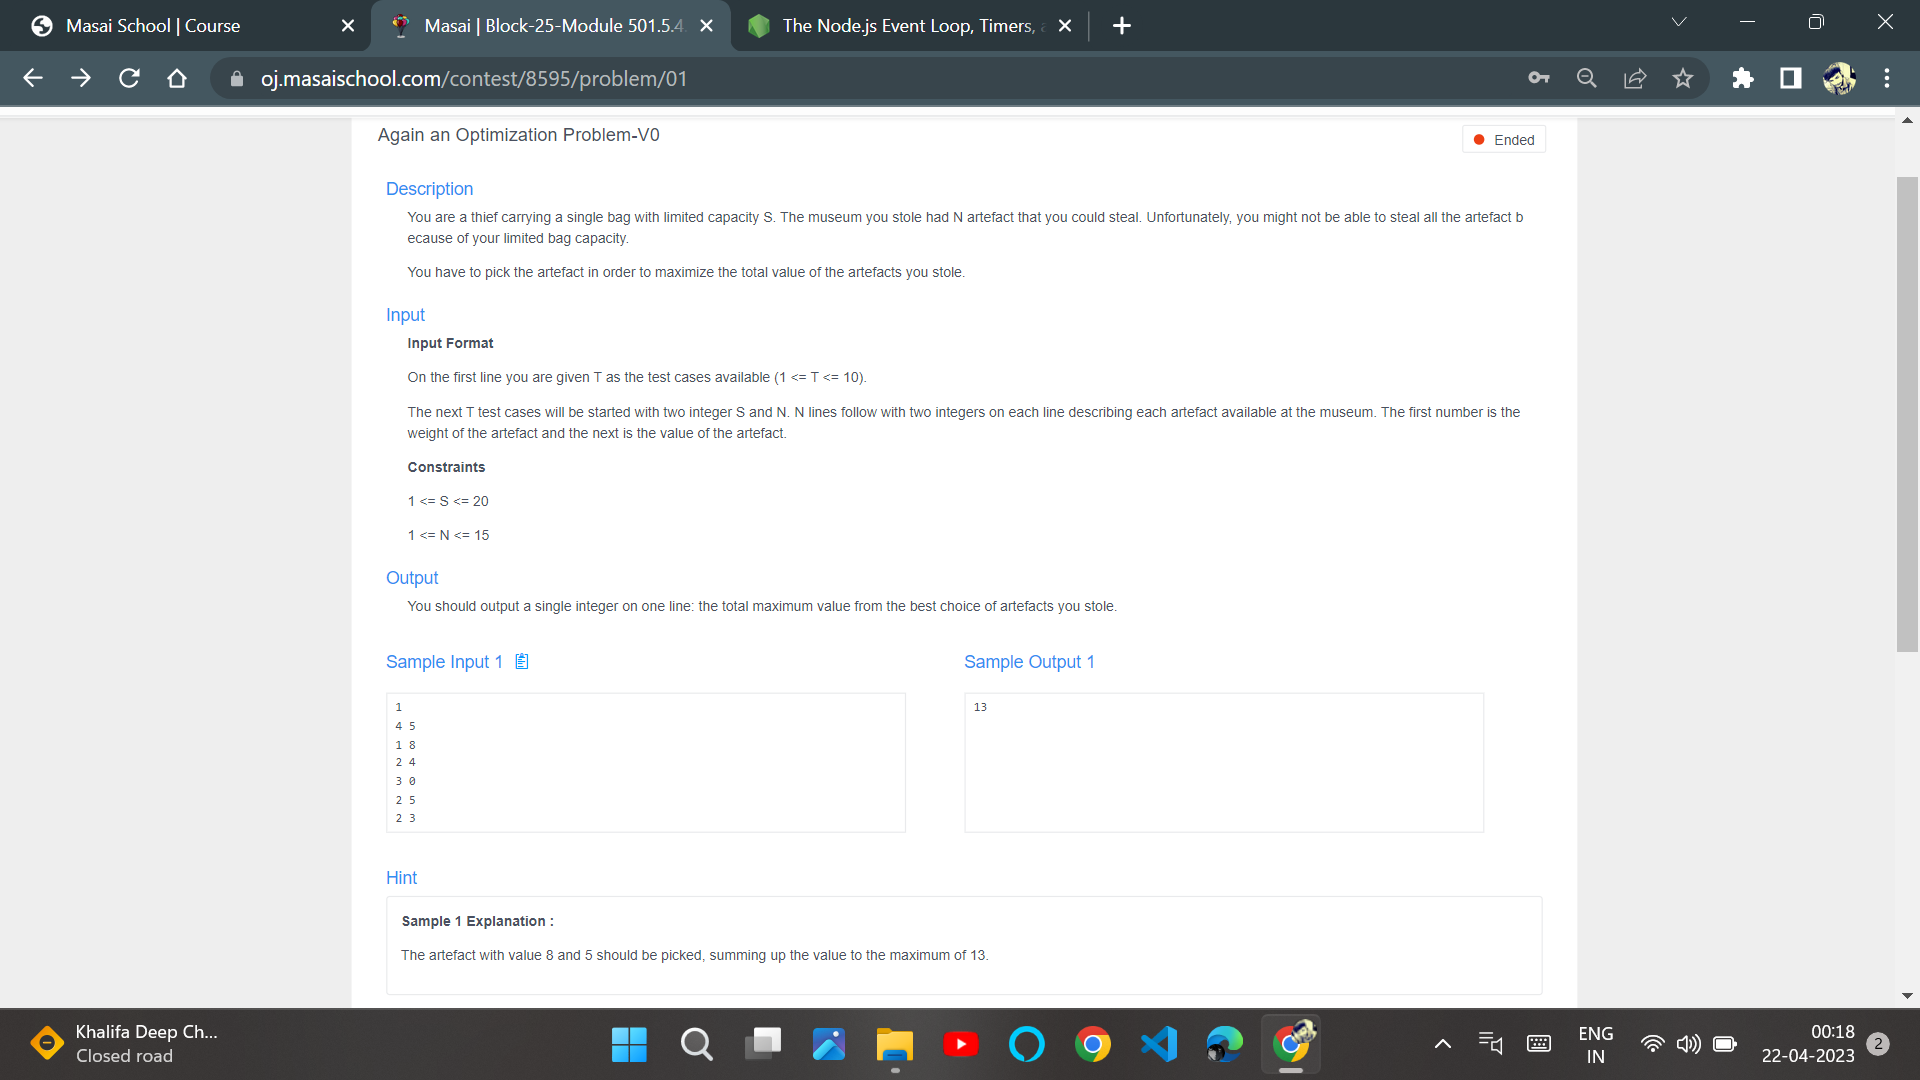 Masai School | Course
Masai | Block-25-Module 501.5.4
The Node.js Event Loop, Timers,
oj.masaischool.com/contest/8595/problem/01
Again an Optimization Problem-V0
Ended
Description
You are a thief carrying a single bag with limited capacity S. The museum you stole had N artefact that you could steal. Unfortunately, you might not be able to steal all the artefact b
ecause of your limited bag capacity.
You have to pick the artefact in order to maximize the total value of the artefacts you stole.
Input
Input Format
On the first line you are given T as the test cases available (1 <= T <= 10).
The next T test cases will be started with two integer S and N. N lines follow with two integers on each line describing each artefact available at the museum. The first number is the
weight of the artefact and the next is the value of the artefact.
Constraints
1 <= S <= 20
1 <= N <= 15
Output
You should output a single integer on one line: the total maximum value from the best choice of artefacts you stole.
Sample Input 1
1
4 5
1 8
2 4
3 0
2 5
2 3
Sample Output 1
13
Hint
Sample 1 Explanation :
The artefact with value 8 and 5 should be picked, summing up the value to the maximum of 13.
Khalifa Deep Ch...
Closed road
ENG
IN
00:18
22-04-2023
2